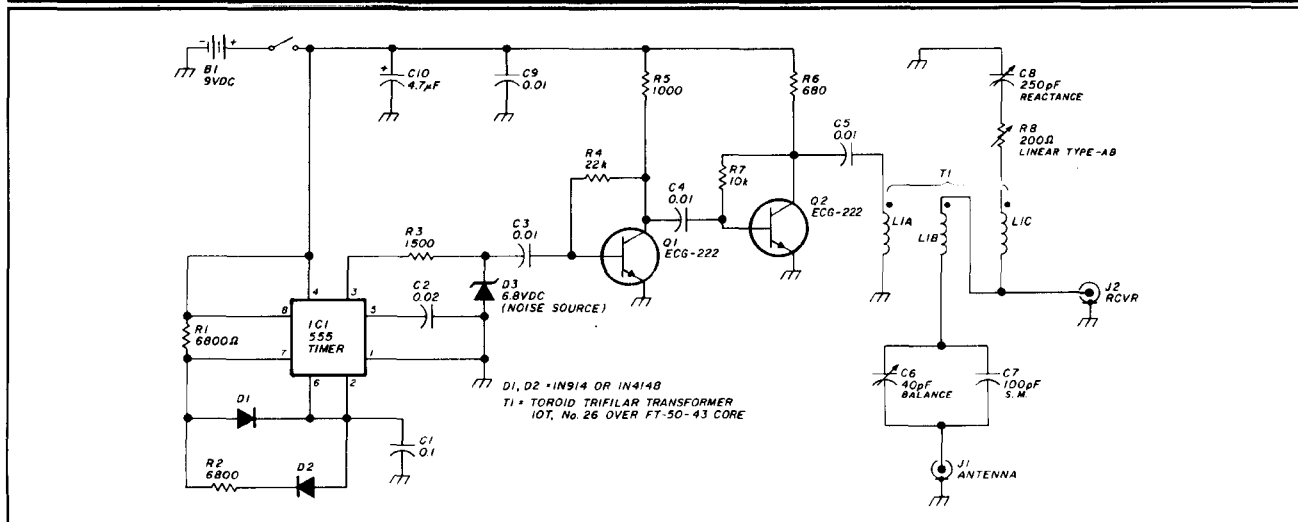 - +
B1
9VDC
+
C10
4.7µF
C9
0.01
R5
1000
R6
680
C8
250pF
REACTANCE
R8
200Ω
LINEAR TYPE-AB
C5
0.01
R4
22k
R7
10k
C4
0.01
T1
Q2
ECG-222
L1A
L1B
L1C
R3
1500
C3
0.01
Q1
ECG-222
C2
0.02
D3
6.8VDC
(NOISE SOURCE)
J2
RCVR
4
3
8
5
7
1
6
2
IC1
555
TIMER
R1
6800Ω
D1, D2 = IN914 OR IN4148
T1 = TOROID TRIFILAR TRANSFORMER
10T, No. 26 OVER FT-50-43 CORE
C6
40pF
BALANCE
C7
100pF
S.M.
D1
C1
0.1
R2
6800
D2
J1
ANTENNA